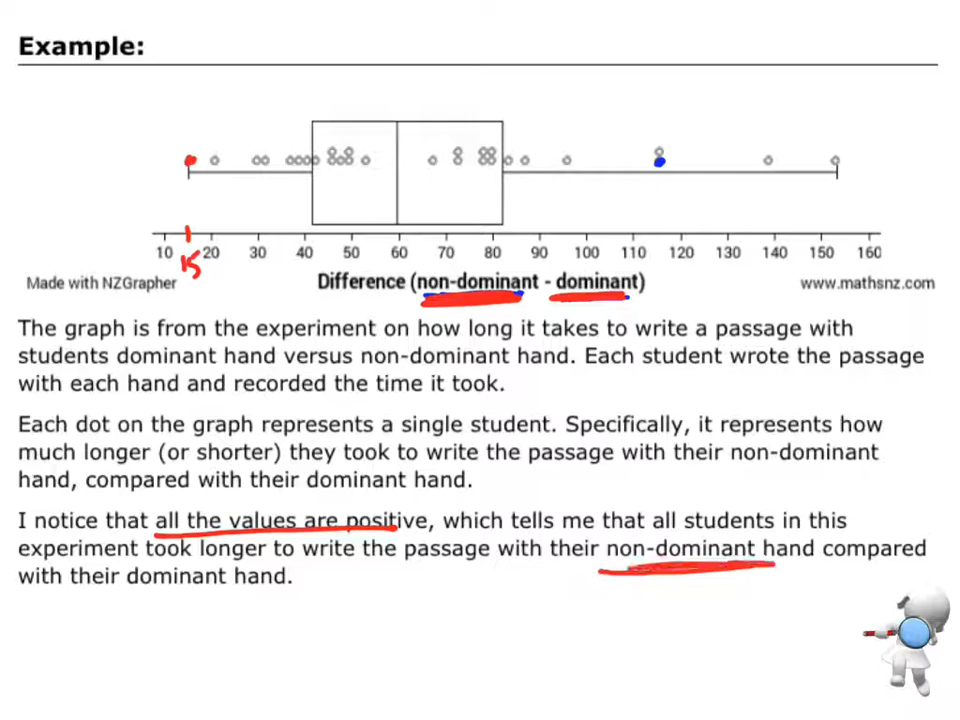 Example:
10 20 30 40 50 60 70 80 90 100 110 120 130 140 150 160
15
Made with NZGrapher Difference (non-dominant - dominant) www.mathsnz.com
The graph is from the experiment on how long it takes to write a passage with
students dominant hand versus non-dominant hand. Each student wrote the passage
with each hand and recorded the time it took.
Each dot on the graph represents a single student. Specifically, it represents how
much longer (or shorter) they took to write the passage with their non-dominant
hand, compared with their dominant hand.
I notice that all the values are positive, which tells me that all students in this
experiment took longer to write the passage with their non-dominant hand compared
with their dominant hand.